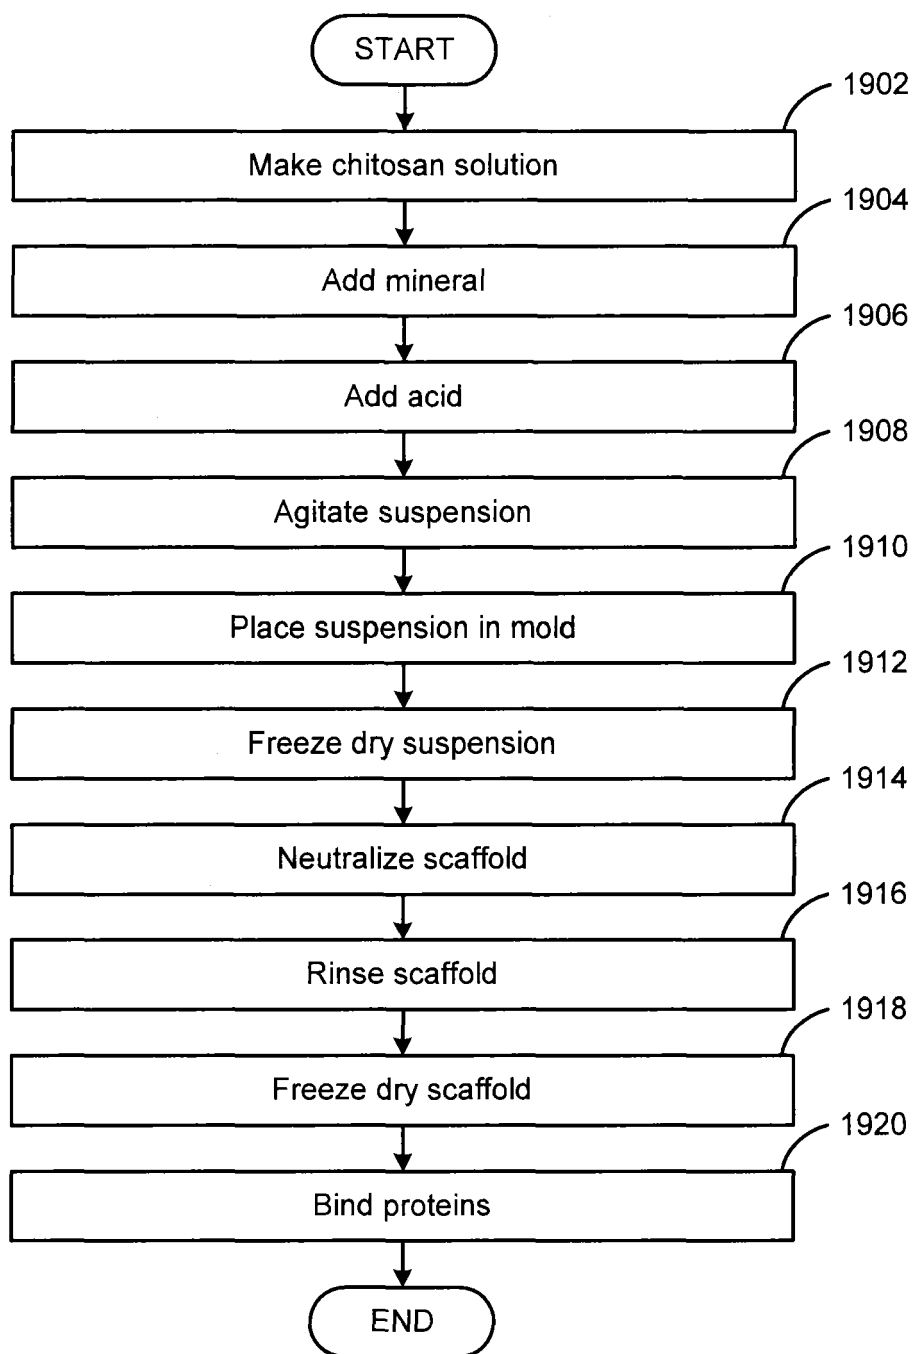 START
1902
Make chitosan solution
1904
Add mineral
1906
Add acid
1908
Agitate suspension
1910
Place suspension in mold
1912
Freeze dry suspension
1914
Neutralize scaffold
1916
Rinse scaffold
1918
Freeze dry scaffold
1920
Bind proteins
END